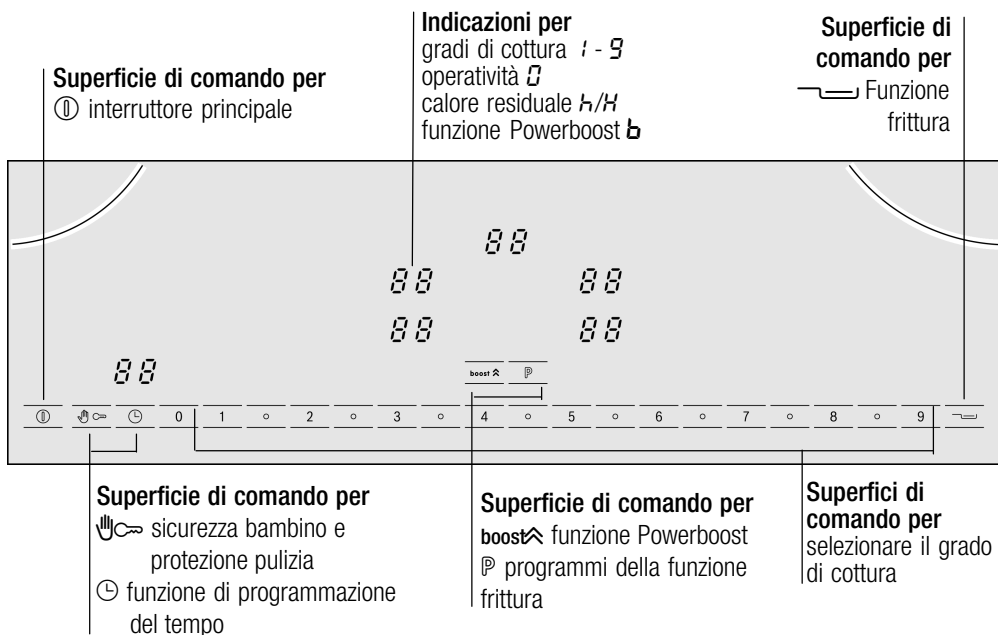 Indicazioni per
gradi di cottura 1 - 9
operatività 0
calore residuale h/H
funzione Powerboost b
Superficie di
comando per
Funzione
frittura
Superficie di comando per
interruttore principale
88
88 88
88 88
88
boost P
0 1 2 3 4 5 6 7 8 9
Superficie di comando per
sicurezza bambino e
protezione pulizia
funzione di programmazione
del tempo
Superficie di comando per
boost funzione Powerboost
P programmi della funzione
frittura
Superfici di
comando per
selezionare il grado
di cottura